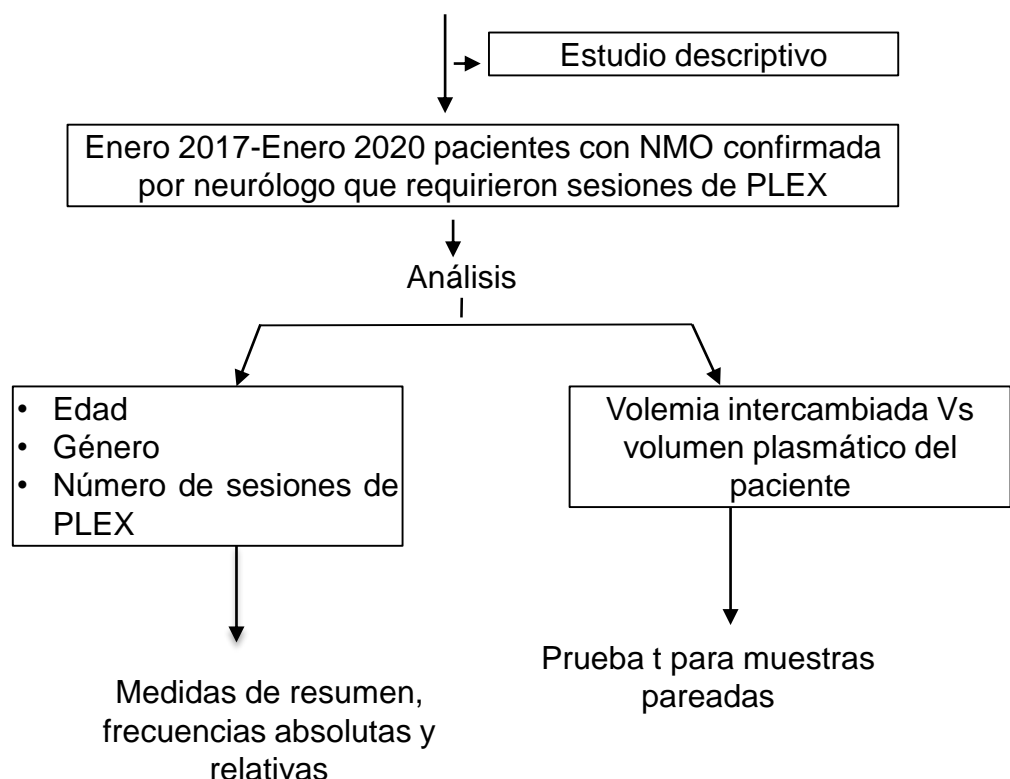 Estudio descriptivo
Enero 2017-Enero 2020 pacientes con NMO confirmada
por neurólogo que requirieron sesiones de PLEX
Análisis
• Edad
• Género
• Número de sesiones de
PLEX
Volemia intercambiada Vs
volumen plasmático del
paciente
Medidas de resumen,
frecuencias absolutas y
relativas
Prueba t para muestras
pareadas